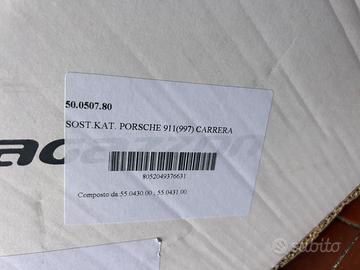 50.0507.80
SOST.KAT. PORSCHE 911(997) CARRERA
8052049376631
Composto da 55.0430.00 ; 55.0431.00
subito